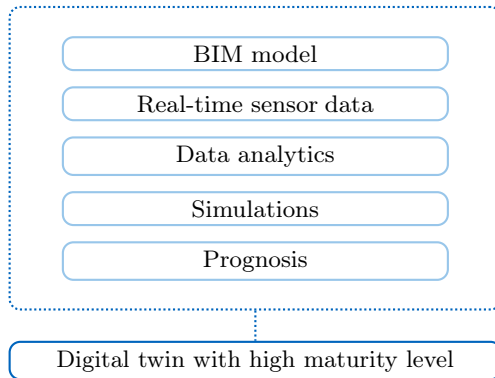 BIM model
Real-time sensor data
Data analytics
Simulations
Prognosis
Digital twin with high maturity level